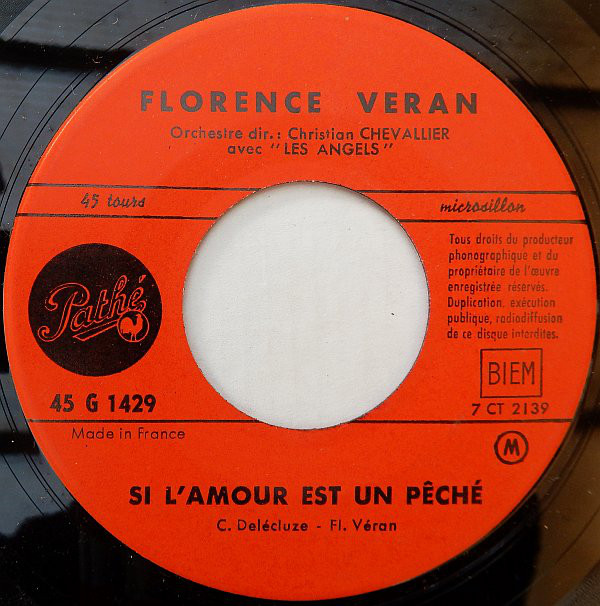 FLORENCE VERAN
Orchestre dir.: Christian CHEVALLIER
avec "LES ANGELS"
45 tours
microsillon
Tous droits du producteur
phonographique et du
propriétaire de l'œuvre
enregistrée réservés.
Duplication, exécution
publique, radiodiffusion
de ce disque interdites.
Pathé
BIEM
45 G 1429
7 CT 2139
Made in France
M
SI L'AMOUR EST UN PÊCHÉ
C. Delécluze - Fl. Véran